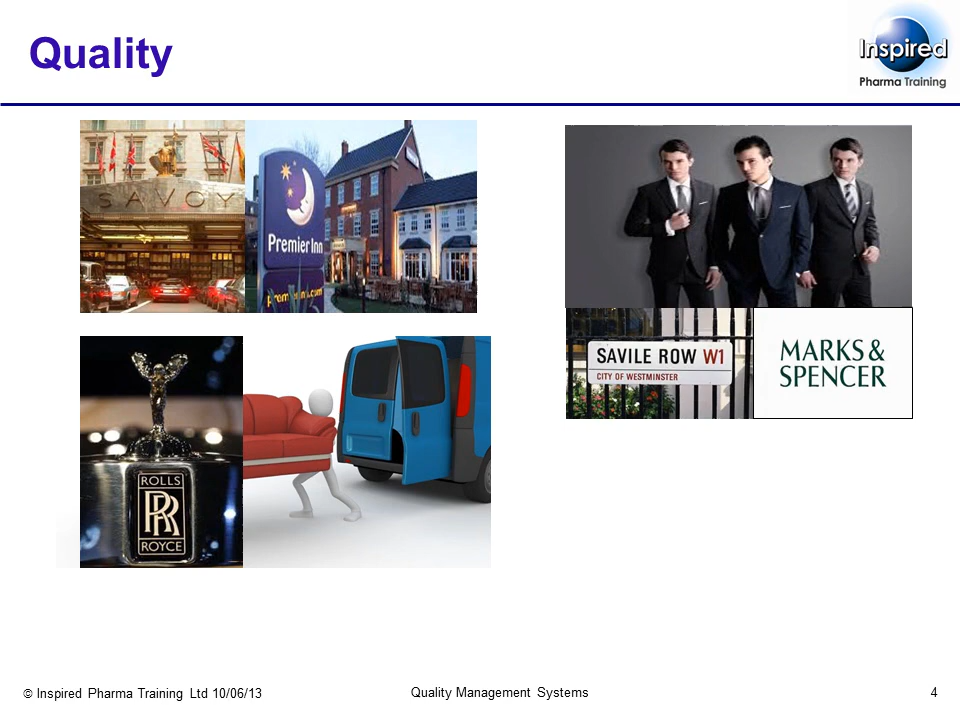 Quality
Inspired
Pharma Training
SAVOY
Premier Inn
premierinn.com
SAVILE ROW W1
CITY OF WESTMINSTER
MARKS &
SPENCER
ROLLS
RR
ROYCE
© Inspired Pharma Training Ltd 10/06/13
Quality Management Systems
4